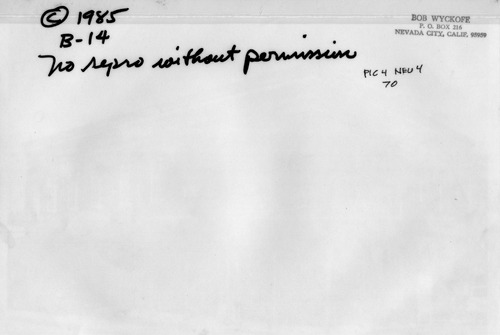 © 1985
B-14
No repro without permission
BOB WYCKOFF
P. O. BOX 216
NEVADA CITY, CALIF. 95959
PIC 4 NEU 4
70